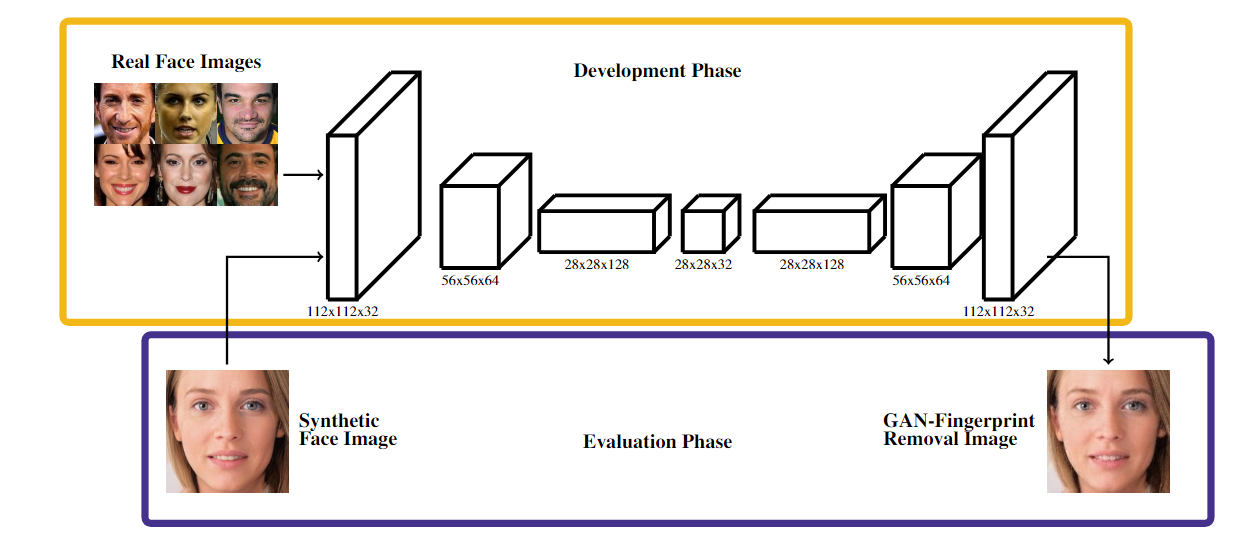 Real Face Images
Development Phase
112x112x32
56x56x64
28x28x128
28x28x32
28x28x128
56x56x64
112x112x32
Synthetic
Face Image
Evaluation Phase
GAN-Fingerprint
Removal Image